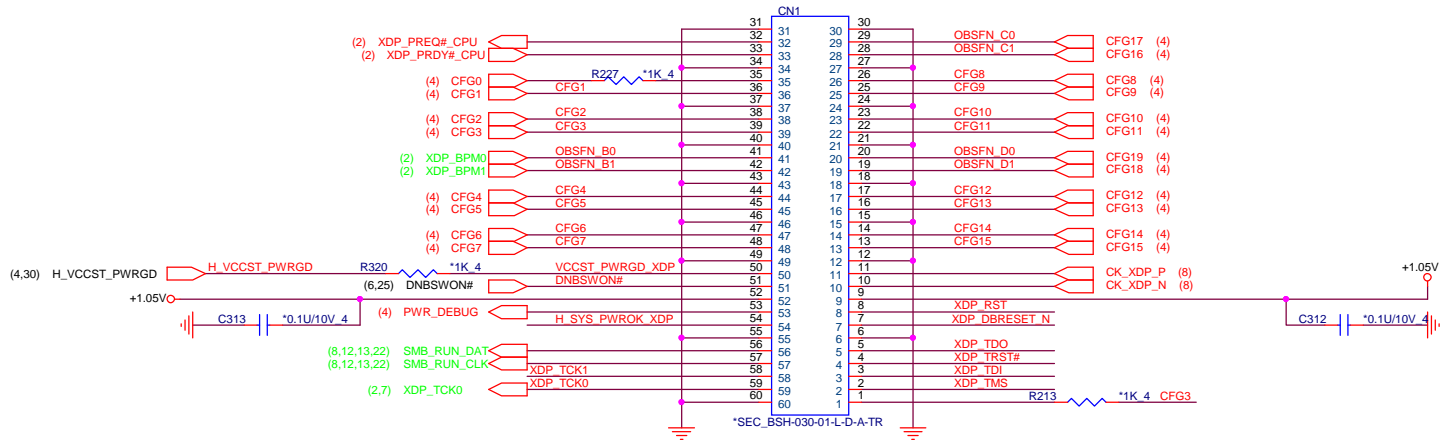 CN1
31 31 30 30
(2) XDP_PREQ#_CPU 32 32 29 29 OBSFN_C0 CFG17 (4)
(2) XDP_PRDY#_CPU 33 33 28 28 OBSFN_C1 CFG16 (4)
34 34 27 27
(4) CFG0 R227 *1K_4 35 35 26 26 CFG8 CFG8 (4)
(4) CFG1 CFG1 36 36 25 25 CFG9 CFG9 (4)
37 37 24 24
(4) CFG2 CFG2 38 38 23 23 CFG10 CFG10 (4)
(4) CFG3 CFG3 39 39 22 22 CFG11 CFG11 (4)
40 40 21 21
(2) XDP_BPM0 OBSFN_B0 41 41 20 20 OBSFN_D0 CFG19 (4)
(2) XDP_BPM1 OBSFN_B1 42 42 19 19 OBSFN_D1 CFG18 (4)
43 43 18 18
(4) CFG4 CFG4 44 44 17 17 CFG12 CFG12 (4)
(4) CFG5 CFG5 45 45 16 16 CFG13 CFG13 (4)
46 46 15 15
(4) CFG6 CFG6 47 47 14 14 CFG14 CFG14 (4)
(4) CFG7 CFG7 48 48 13 13 CFG15 CFG15 (4)
49 49 12 12
(4,30) H_VCCST_PWRGD H_VCCST_PWRGD R320 *1K_4 VCCST_PWRGD_XDP 50 50 11 11 CK_XDP_P (8)
(6,25) DNBSWON# DNBSWON# 51 51 10 10 CK_XDP_N (8)
+1.05V 52 52 9 9 +1.05V
(4) PWR_DEBUG 53 53 8 8 XDP_RST
C313 *0.1U/10V_4 H_SYS_PWROK_XDP 54 54 7 7 XDP_DBRESET_N C312 *0.1U/10V_4
55 55 6 6
(8,12,13,22) SMB_RUN_DAT 56 56 5 5 XDP_TDO
(8,12,13,22) SMB_RUN_CLK 57 57 4 4 XDP_TRST#
XDP_TCK1 58 58 3 3 XDP_TDI
(2,7) XDP_TCK0 XDP_TCK0 59 59 2 2 XDP_TMS
60 60 1 1 R213 *1K_4 CFG3
*SEC_BSH-030-01-L-D-A-TR